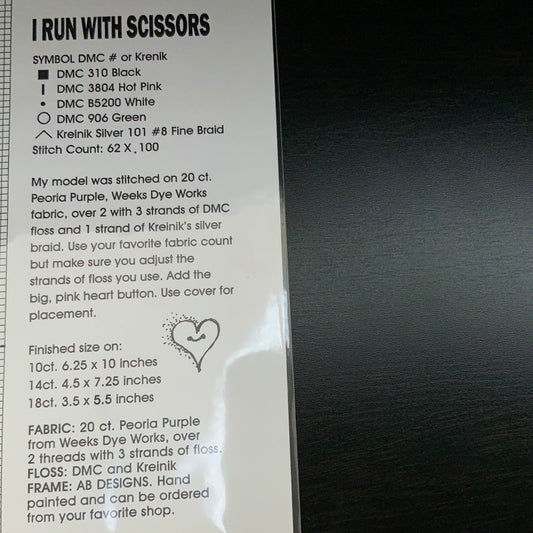 I RUN WITH SCISSORS
SYMBOL DMC # or Krenik
DMC 310 Black
DMC 3804 Hot Pink
DMC B5200 White
DMC 906 Green
Kreinik Silver 101 #8 Fine Braid
Stitch Count: 62 X 100
My model was stitched on 20 ct.
Peoria Purple, Weeks Dye Works
fabric, over 2 with 3 strands of DMC
floss and 1 strand of Kreinik's silver
braid. Use your favorite fabric count
but make sure you adjust the
strands of floss you use. Add the
big, pink heart button. Use cover for
placement.
Finished size on:
10ct. 6.25 x 10 inches
14ct. 4.5 x 7.25 inches
18ct. 3.5 x 5.5 inches
FABRIC: 20 ct. Peoria Purple
from Weeks Dye Works, over
2 threads with 3 strands of floss.
FLOSS: DMC and Kreinik
FRAME: AB DESIGNS. Hand
painted and can be ordered
from your favorite shop.